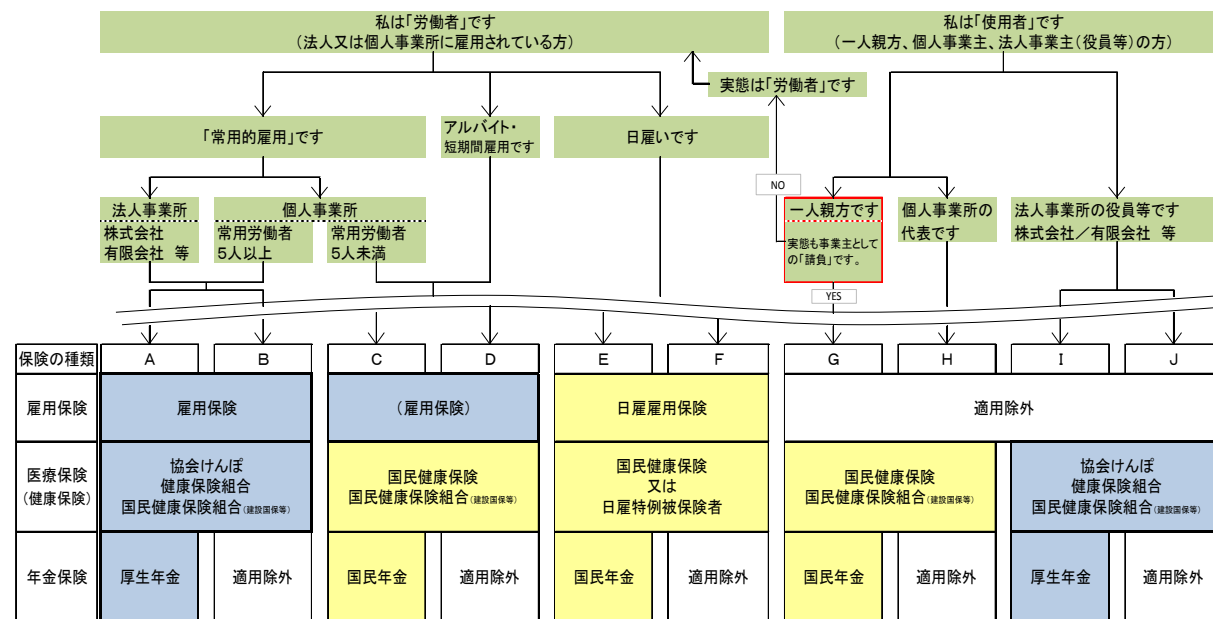 私は「労働者」です
(法人又は個人事業所に雇用されている方)
私は「使用者」です
(一人親方、個人事業主、法人事業主(役員等)の方)
実態は「労働者」です
「常用的雇用」です
アルバイト・
短期間雇用です
日雇いです
NO
法人事業所
株式会社
有限会社 等
個人事業所
常用労働者
5人以上
常用労働者
5人未満
一人親方です
実態も事業主として
の「請負」です。
個人事業所の
代表です
法人事業所の役員等です
株式会社/有限会社 等
YES
保険の種類 A B C D E F G H I J
雇用保険 雇用保険 (雇用保険) 日雇雇用保険 適用除外
医療保険
(健康保険)
協会けんぽ
健康保険組合
国民健康保険組合(建設国保等)
国民健康保険
国民健康保険組合(建設国保等)
国民健康保険
又は
日雇特例被保険者
国民健康保険
国民健康保険組合(建設国保等)
協会けんぽ
健康保険組合
国民健康保険組合(建設国保等)
年金保険 厚生年金 適用除外 国民年金 適用除外 国民年金 適用除外 国民年金 適用除外 厚生年金 適用除外